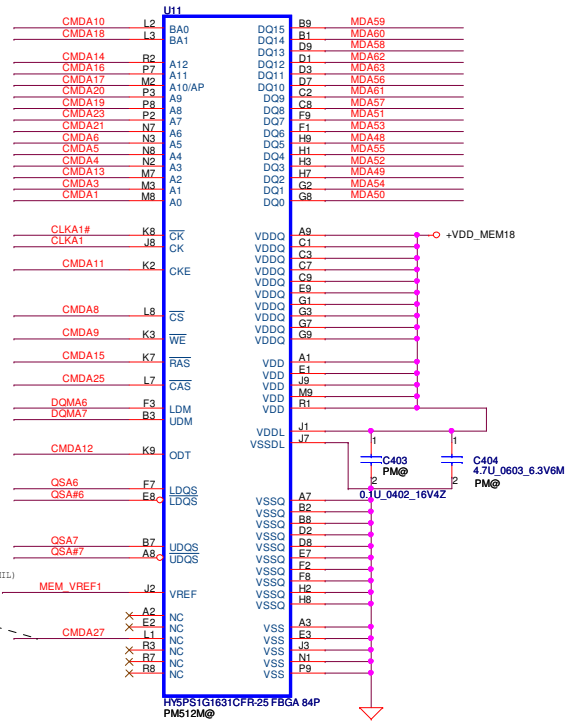 U11
CMDA10 L2 BA0 DQ15 B9 MDA59
CMDA18 L3 BA1 DQ14 B1 MDA60
DQ13 D9 MDA58
CMDA14 R2 A12 DQ12 D1 MDA62
CMDA16 P7 A11 DQ11 D3 MDA63
CMDA17 M2 A10/AP DQ10 D7 MDA56
CMDA20 P3 A9 DQ9 C2 MDA61
CMDA19 P8 A8 DQ8 C8 MDA57
CMDA23 P2 A7 DQ7 F9 MDA51
CMDA21 N7 A6 DQ6 F1 MDA53
CMDA6 N3 A5 DQ5 H9 MDA48
CMDA5 N8 A4 DQ4 H1 MDA55
CMDA4 N2 A3 DQ3 H3 MDA52
CMDA13 M7 A2 DQ2 H7 MDA49
CMDA3 M3 A1 DQ1 G2 MDA54
CMDA1 M8 A0 DQ0 G8 MDA50
CLKA1# K8 CK VDDQ A9 +VDD_MEM18
CLKA1 J8 CK VDDQ C1
VDDQ C3
CMDA11 K2 CKE VDDQ C7
VDDQ C9
VDDQ E9
VDDQ G1
CMDA8 L8 CS VDDQ G3
VDDQ G7
CMDA9 K3 WE VDDQ G9
CMDA15 K7 RAS VDD A1
VDD E1
CMDA25 L7 CAS VDD J9
VDD M9
DQMA6 F3 LDM VDD R1
DQMA7 B3 UDM
VDDL J1
VSSDL J7
1 1
CMDA12 K9 ODT C403 C404
PM@ 4.7U_0603_6.3V6M
2 2 PM@
QSA6 F7 LDQS 0.1U_0402_16V4Z
QSA#6 E8 LDQS VSSQ A7
VSSQ B2
VSSQ B8
VSSQ D2
QSA7 B7 UDQS VSSQ D8
QSA#7 A8 UDQS VSSQ E7
VSSQ F2
VSSQ F8
MEM_VREF1 J2 VREF VSSQ H2
VSSQ H8
A2 NC
E2 NC VSS A3
CMDA27 L1 NC VSS E3
R3 NC VSS J3
R7 NC VSS N1
R8 NC VSS P9
HY5PS1G1631CFR-25 FBGA 84P
PM512M@